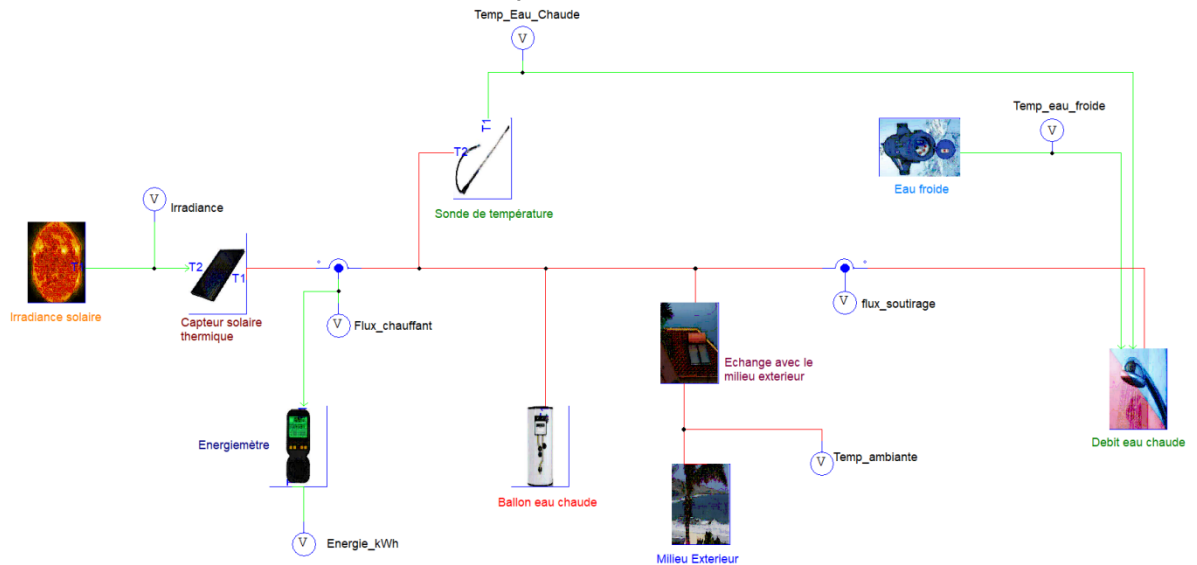 Temp_Eau_Chaude
V
T1
T2
Sonde de température
Temp_eau_froide
V
Eau froide
V
Irradiance
T1
Irradiance solaire
T2
T1
Capteur solaire
thermique
V
Flux_chauffant
V
flux_soutirage
Echange avec le
milieu exterieur
Debit eau chaude
Energiemètre
Ballon eau chaude
V
Temp_ambiante
V
Energie_kWh
Milieu Exterieur